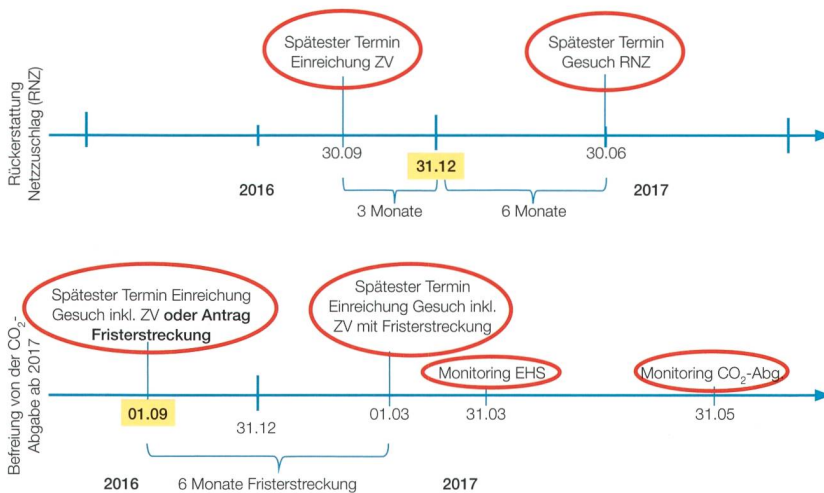 Rückerstattung
Netzzuschlag (RNZ)
Spätester Termin
Einreichung ZV
Spätester Termin
Gesuch RNZ
30.09
31.12
30.06
2016
2017
3 Monate
6 Monate
Befreiung von der CO₂-
Abgabe ab 2017
Spätester Termin Einreichung
Gesuch inkl. ZV oder Antrag
Fristerstreckung
Spätester Termin
Einreichung Gesuch inkl.
ZV mit Fristerstreckung
Monitoring EHS
Monitoring CO₂-Abg.
01.09
31.12
01.03
31.03
31.05
2016
6 Monate Fristerstreckung
2017